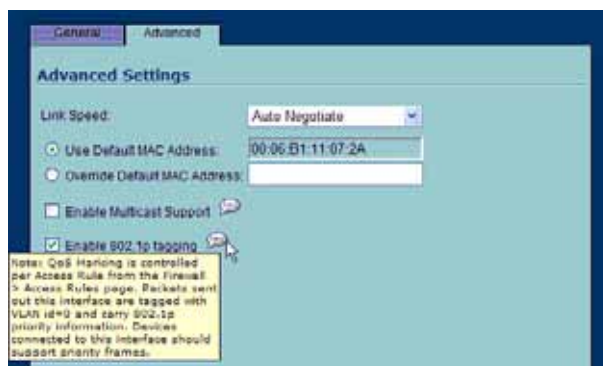 General Advanced
Advanced Settings
Link Speed: Auto Negotiate
Use Default MAC Address: 00:06:B1:11:07:2A
Override Default MAC Address:
Enable Multicast Support
Enable 802.1p tagging
Note: QoS Marking is controlled
per Access Rule from the Firewall
> Access Rules page. Packets sent
out this interface are tagged with
VLAN id=0 and carry 802.1p
priority information. Devices
connected to this interface should
support priority frames.